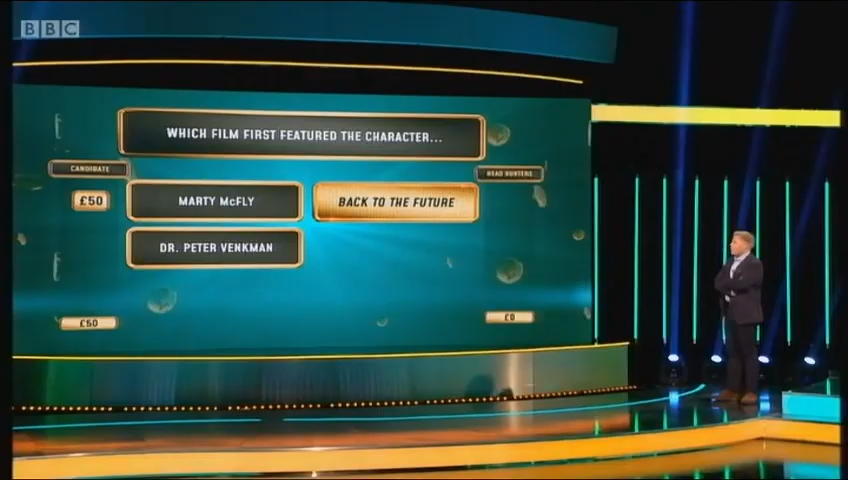 BBC
WHICH FILM FIRST FEATURED THE CHARACTER...
CANDIDATE
HEAD HUNTERS
£50
MARTY McFLY
BACK TO THE FUTURE
DR. PETER VENKMAN
£50
£0